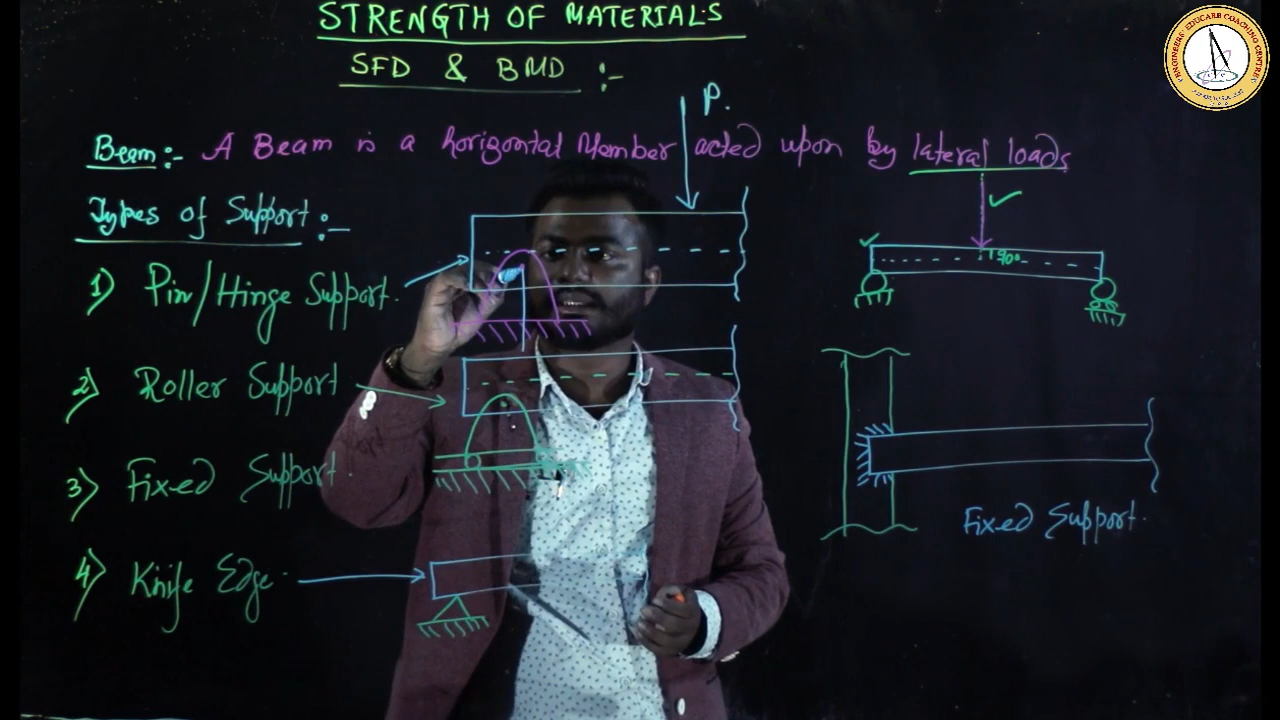 STRENGTH OF MATERIALS
SFD & BMD :-
P.
Beam:- A Beam is a horizontal Member acted upon by lateral loads
Types of Support:-
90°
1) Pin/Hinge Support.
2) Roller Support
3) Fixed Support.
Fixed Support.
4) Knife Edge.